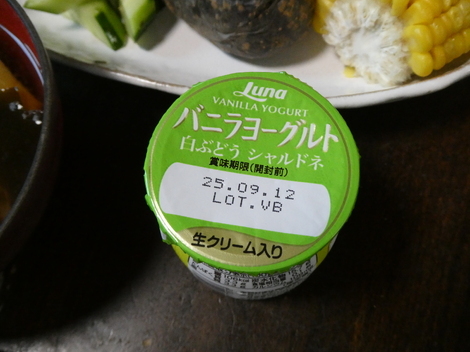 Luna
VANILLA YOGURT
バニラヨーグルト
白ぶどう シャルドネ
賞味期限(開封前)
25.09.12
LOT.VB
生クリーム入り